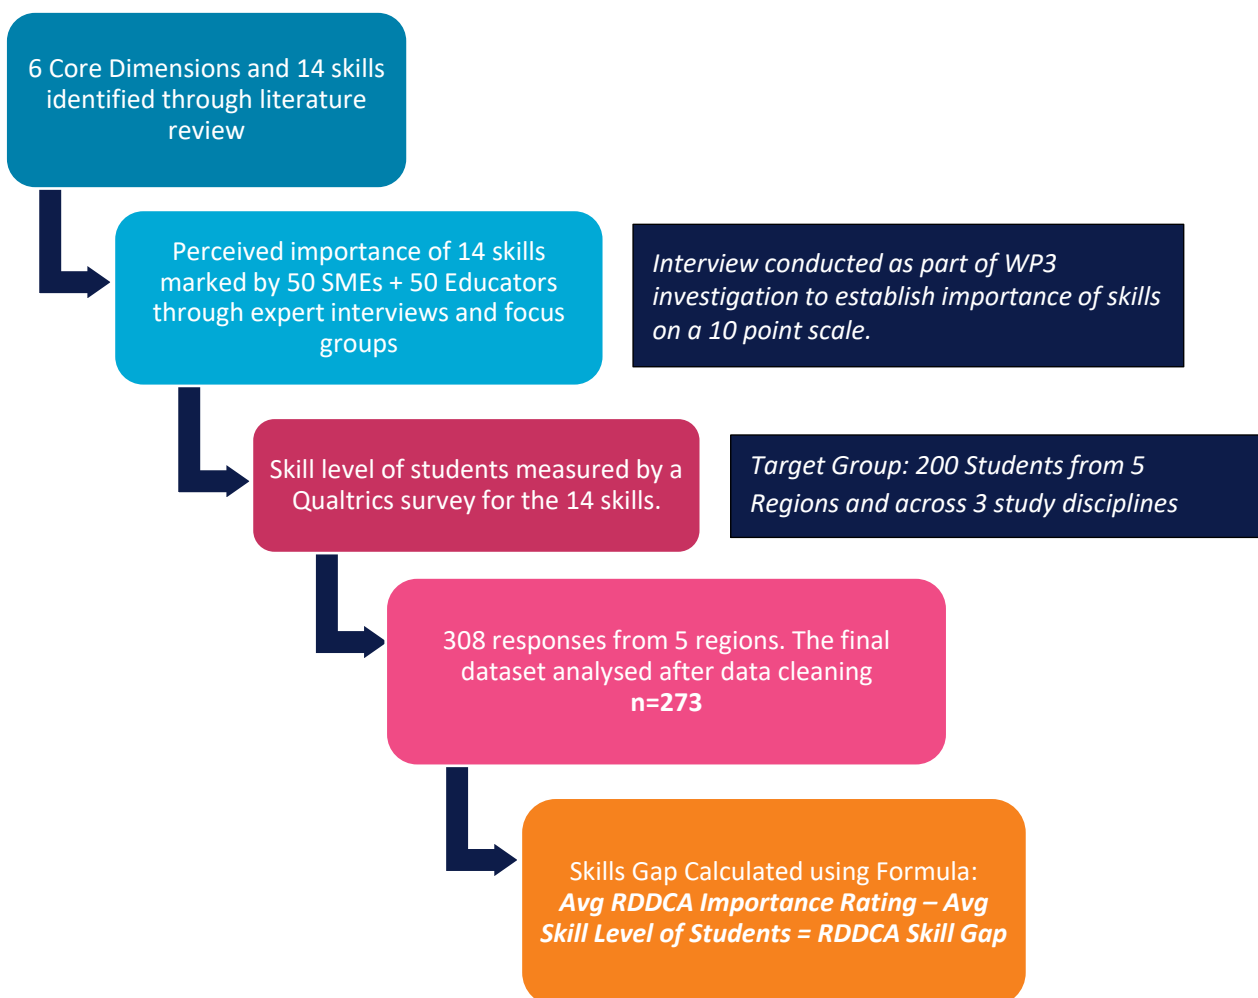 6 Core Dimensions and 14 skills
identified through literature
review
Perceived importance of 14 skills
marked by 50 SMEs + 50 Educators
through expert interviews and focus
groups
Interview conducted as part of WP3
investigation to establish importance of skills
on a 10 point scale.
Skill level of students measured by a
Qualtrics survey for the 14 skills.
Target Group: 200 Students from 5
Regions and across 3 study disciplines
308 responses from 5 regions. The final
dataset analysed after data cleaning
n=273
Skills Gap Calculated using Formula:
Avg RDDCA Importance Rating – Avg
Skill Level of Students = RDDCA Skill Gap